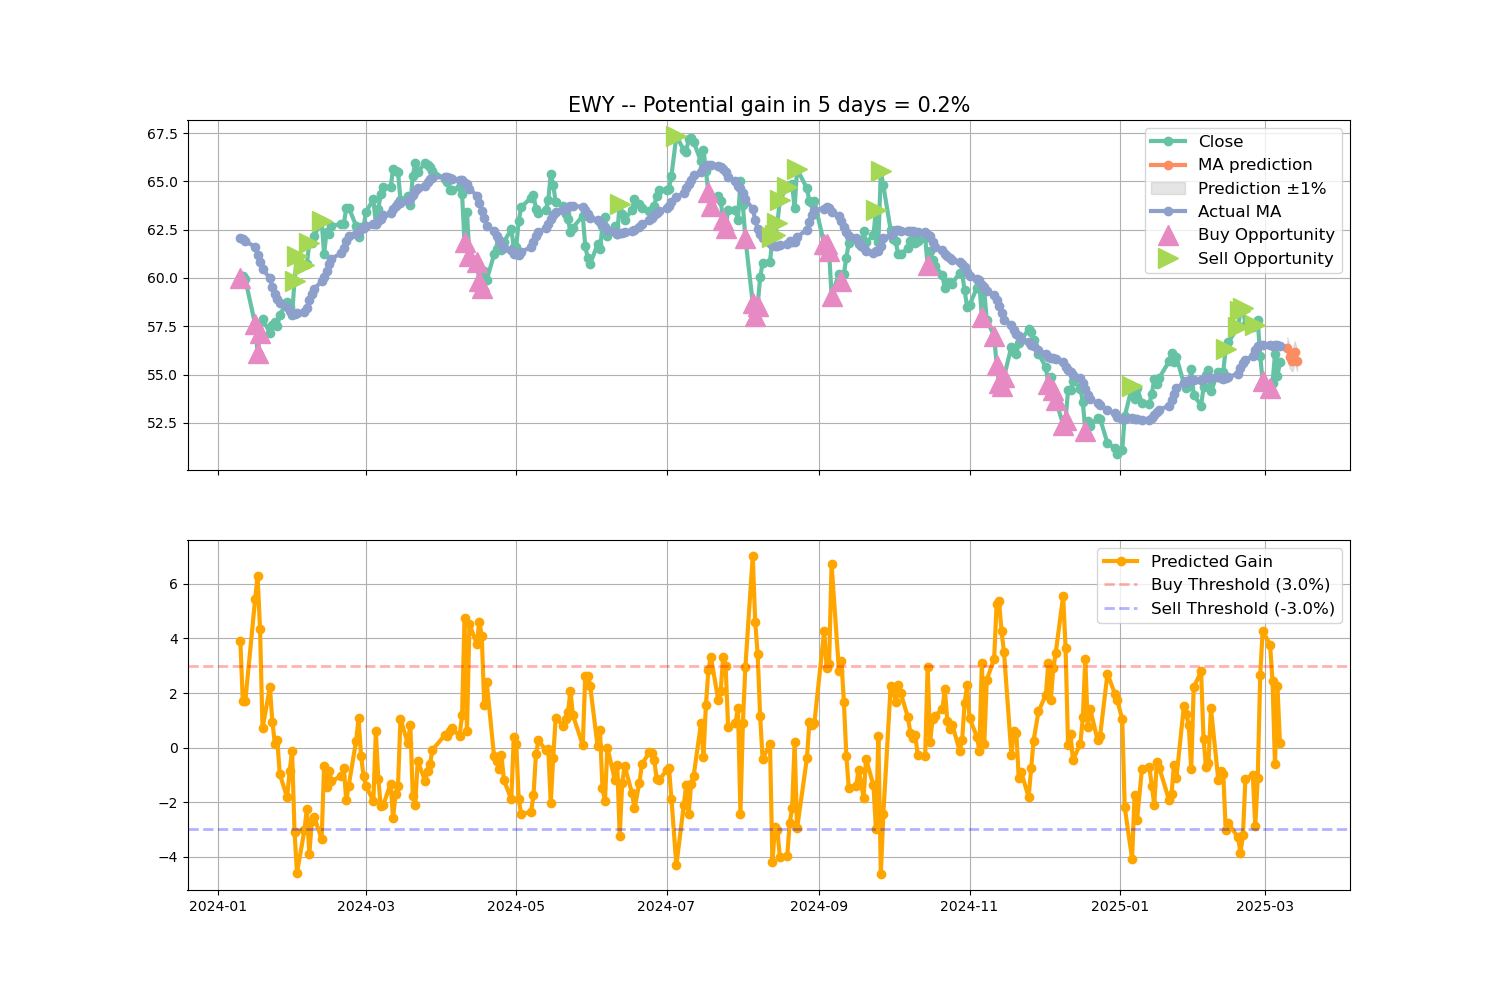 EWY -- Potential gain in 5 days = 0.2%
67.5
65.0
62.5
60.0
57.5
55.0
52.5
Close
MA prediction
Prediction ±1%
Actual MA
Buy Opportunity
Sell Opportunity
6
4
2
0
−2
−4
Predicted Gain
Buy Threshold (3.0%)
Sell Threshold (-3.0%)
2024-01 2024-03 2024-05 2024-07 2024-09 2024-11 2025-01 2025-03